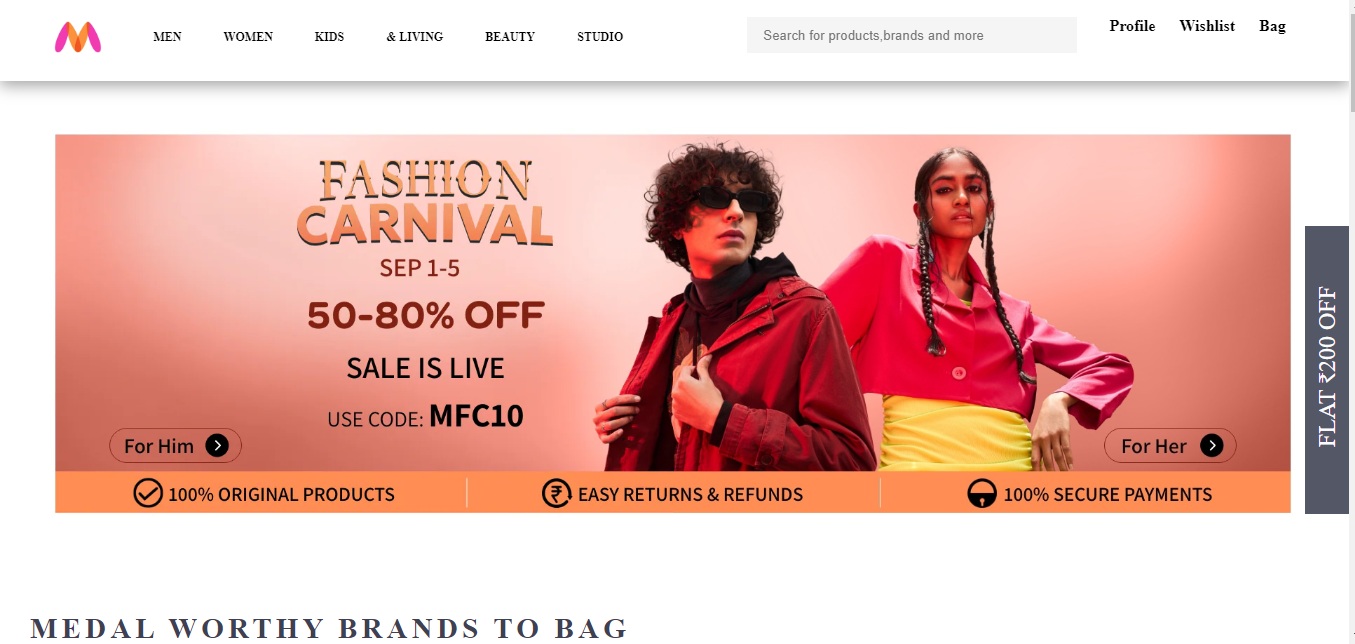 MEN WOMEN KIDS & LIVING BEAUTY STUDIO Search for products,brands and more Profile Wishlist Bag
FASHION
CARNIVAL
SEP 1-5
50-80% OFF
SALE IS LIVE
USE CODE: MFC10
For Him
For Her
100% ORIGINAL PRODUCTS
EASY RETURNS & REFUNDS
100% SECURE PAYMENTS
FLAT ₹200 OFF
MEDAL WORTHY BRANDS TO BAG